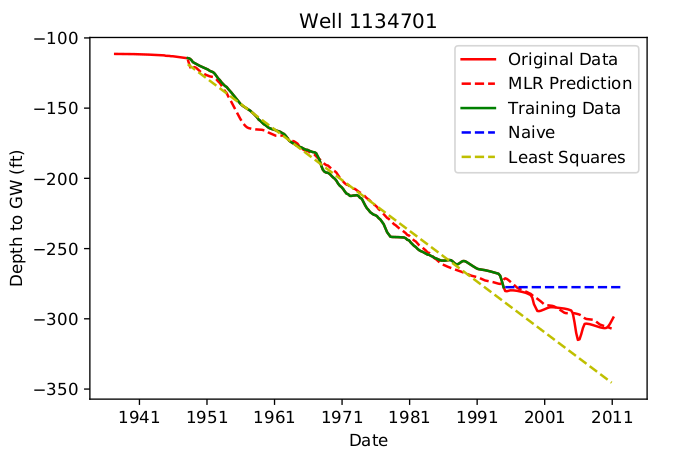 Well 1134701
Original Data
MLR Prediction
Training Data
Naive
Least Squares
Depth to GW (ft)
−100
−150
−200
−250
−300
−350
1941 1951 1961 1971 1981 1991 2001 2011
Date